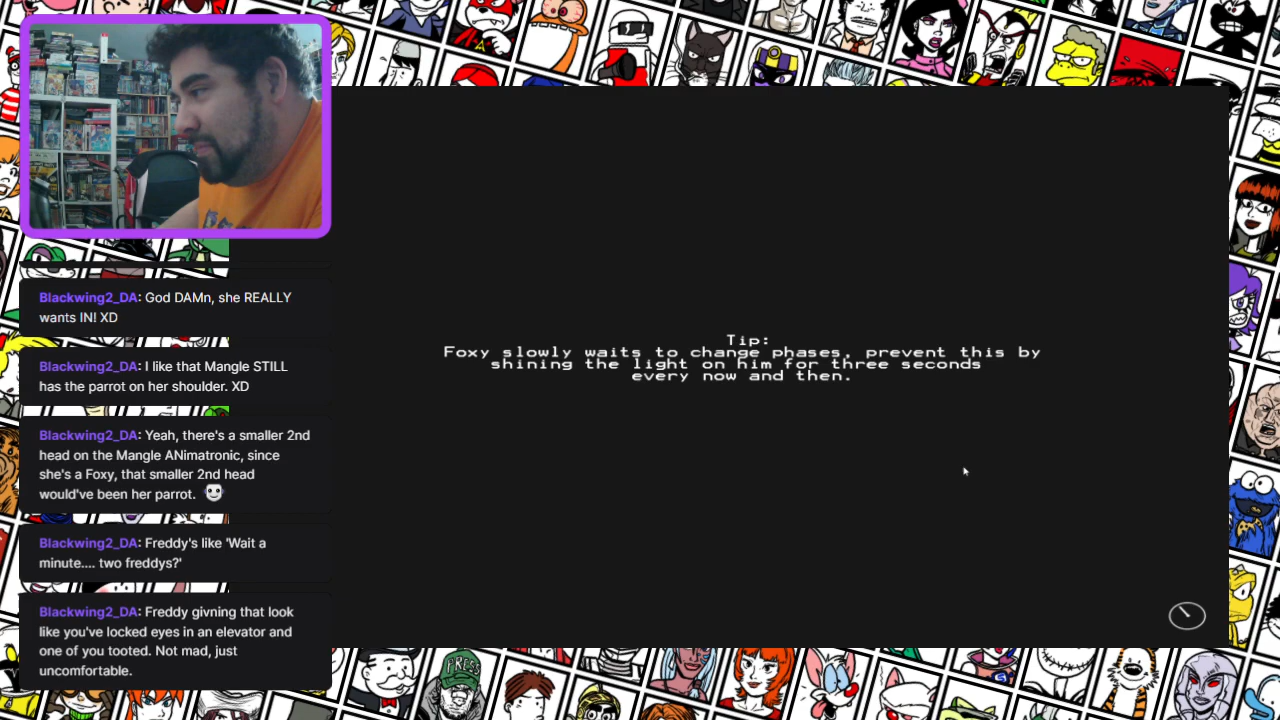 Blackwing2_DA: God DAMn, she REALLY
wants IN! XD
Blackwing2_DA: I like that Mangle STILL
has the parrot on her shoulder. XD
Blackwing2_DA: Yeah, there's a smaller 2nd
head on the Mangle ANimatronic, since
she's a Foxy, that smaller 2nd head
would've been her parrot.
Blackwing2_DA: Freddy's like 'Wait a
minute.... two freddys?'
Blackwing2_DA: Freddy givning that look
like you've locked eyes in an elevator and
one of you tooted. Not mad, just
uncomfortable.
Tip:
Foxy slowly waits to change phases, prevent this by
shining the light on him for three seconds
every now and then.
PRESS